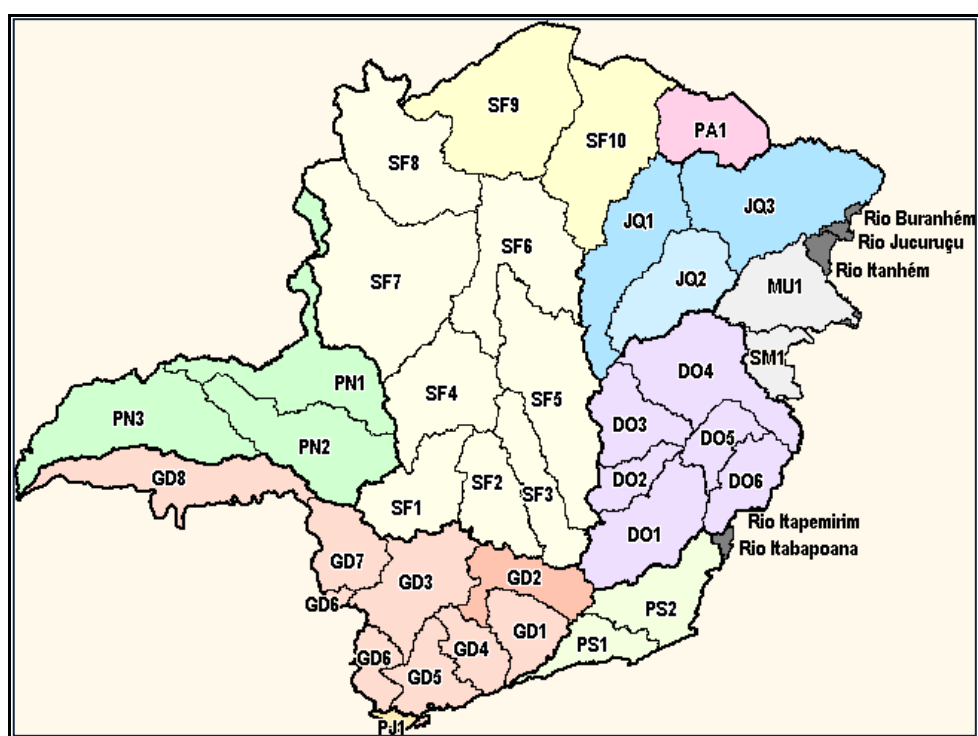 SF9
SF10
PA1
SF8
JQ1
JQ3
Rio Buranhém
Rio Jucuruçu
Rio Itanhém
SF6
SF7
JQ2
MU1
PN1
SF4
SF5
DO4
SM1
PN3
PN2
DO3
DO5
GD8
SF1
SF2
SF3
DO2
DO6
DO1
Rio Itapemirim
Rio Itabapoana
GD7
GD3
GD2
GD6
PS2
GD1
PS1
GD6
GD4
GD5
PJ1